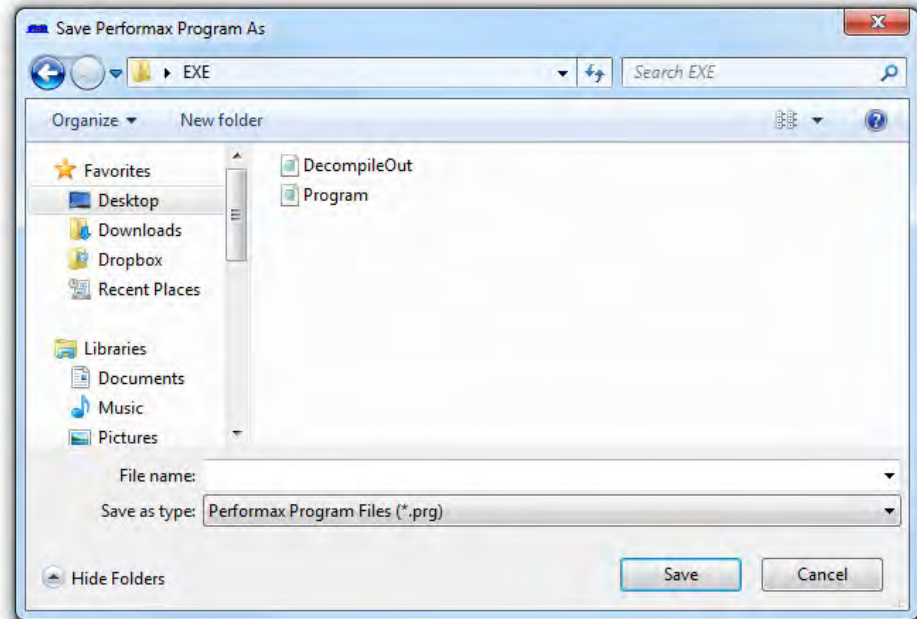 Save Performax Program As
EXE
Search EXE
Organize
New folder
Favorites
Desktop
Downloads
Dropbox
Recent Places
Libraries
Documents
Music
Pictures
DecompileOut
Program
File name:
Save as type: Performax Program Files (*.prg)
Hide Folders
Save
Cancel